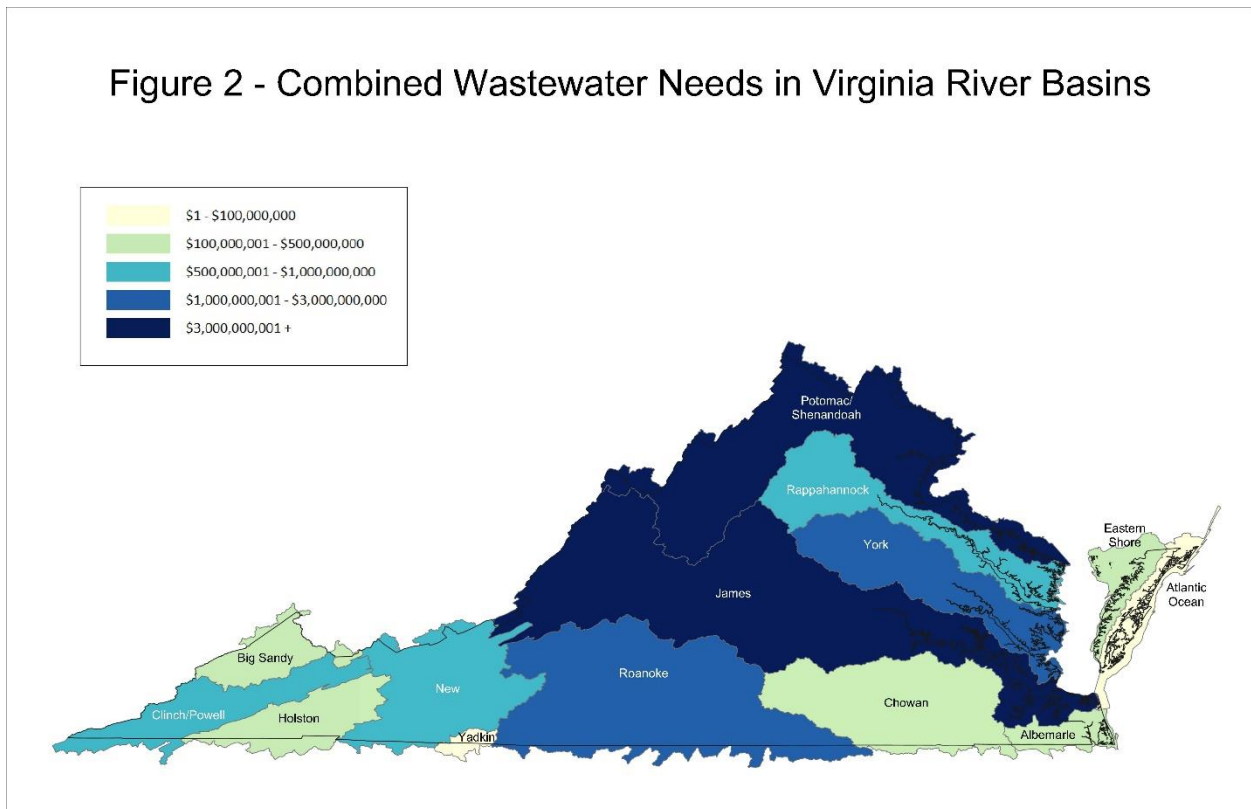 Figure 2 - Combined Wastewater Needs in Virginia River Basins
$1 - $100,000,000
$100,000,001 - $500,000,000
$500,000,001 - $1,000,000,000
$1,000,000,001 - $3,000,000,000
$3,000,000,001 +
Potomac/
Shenandoah
Rappahannock
Eastern
Shore
York
Atlantic
Ocean
James
Big Sandy
Roanoke
New
Chowan
Clinch/Powell
Holston
Yadkin
Albemarle